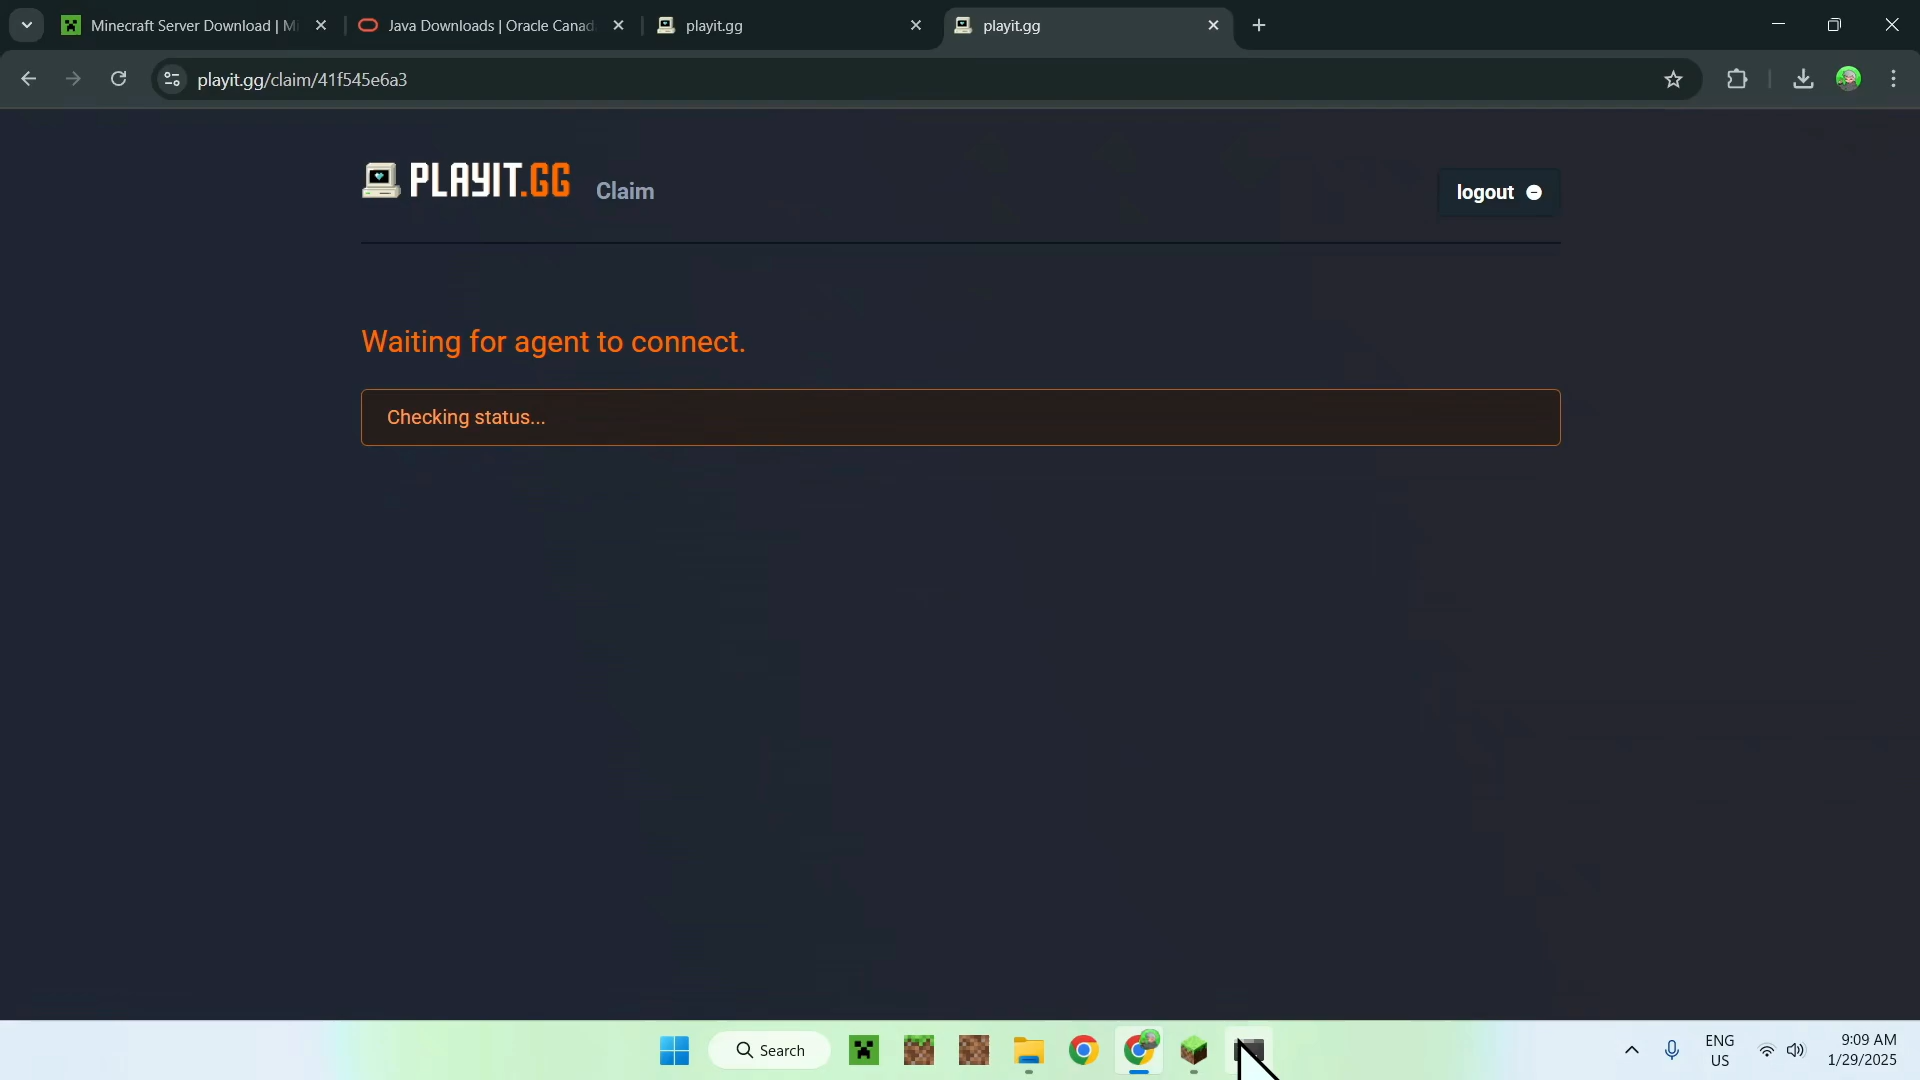 Minecraft Server Download | Mi
Java Downloads | Oracle Canad
playit.gg
playit.gg
playit.gg/claim/41f545e6a3
PLAYIT.GG
Claim
logout
Waiting for agent to connect.
Checking status...
Search
ENG
US
9:09 AM
1/29/2025